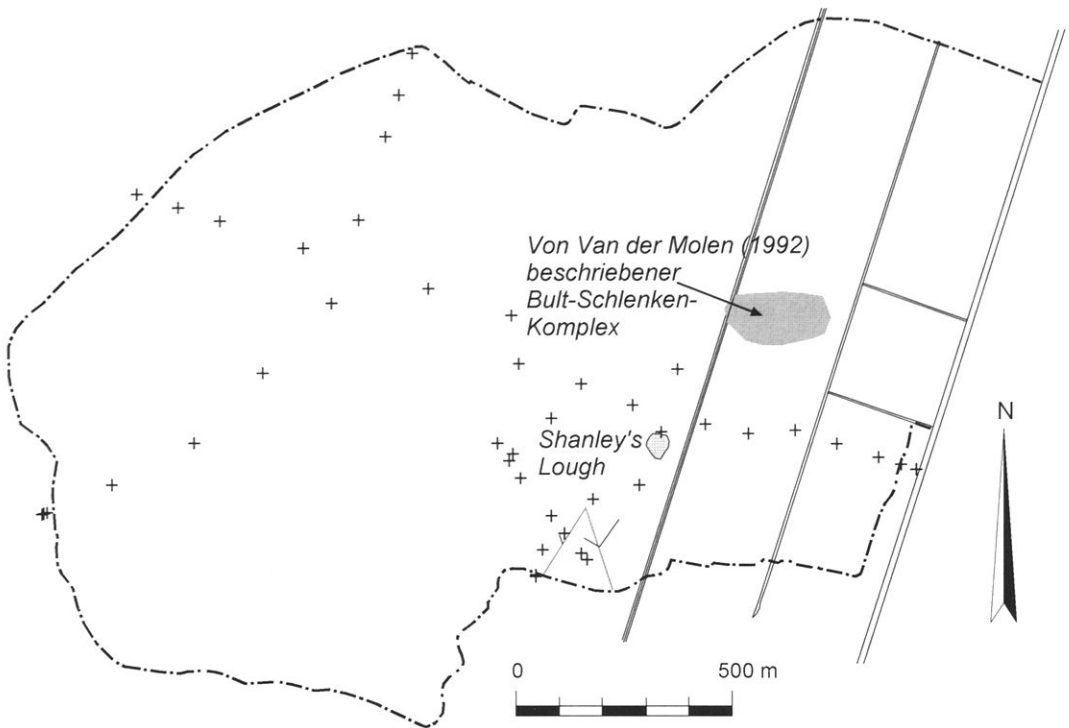 Von Van der Molen (1992)
beschriebener
Bult-Schlenken-
Komplex
Shanley's
Lough
N
0 500 m